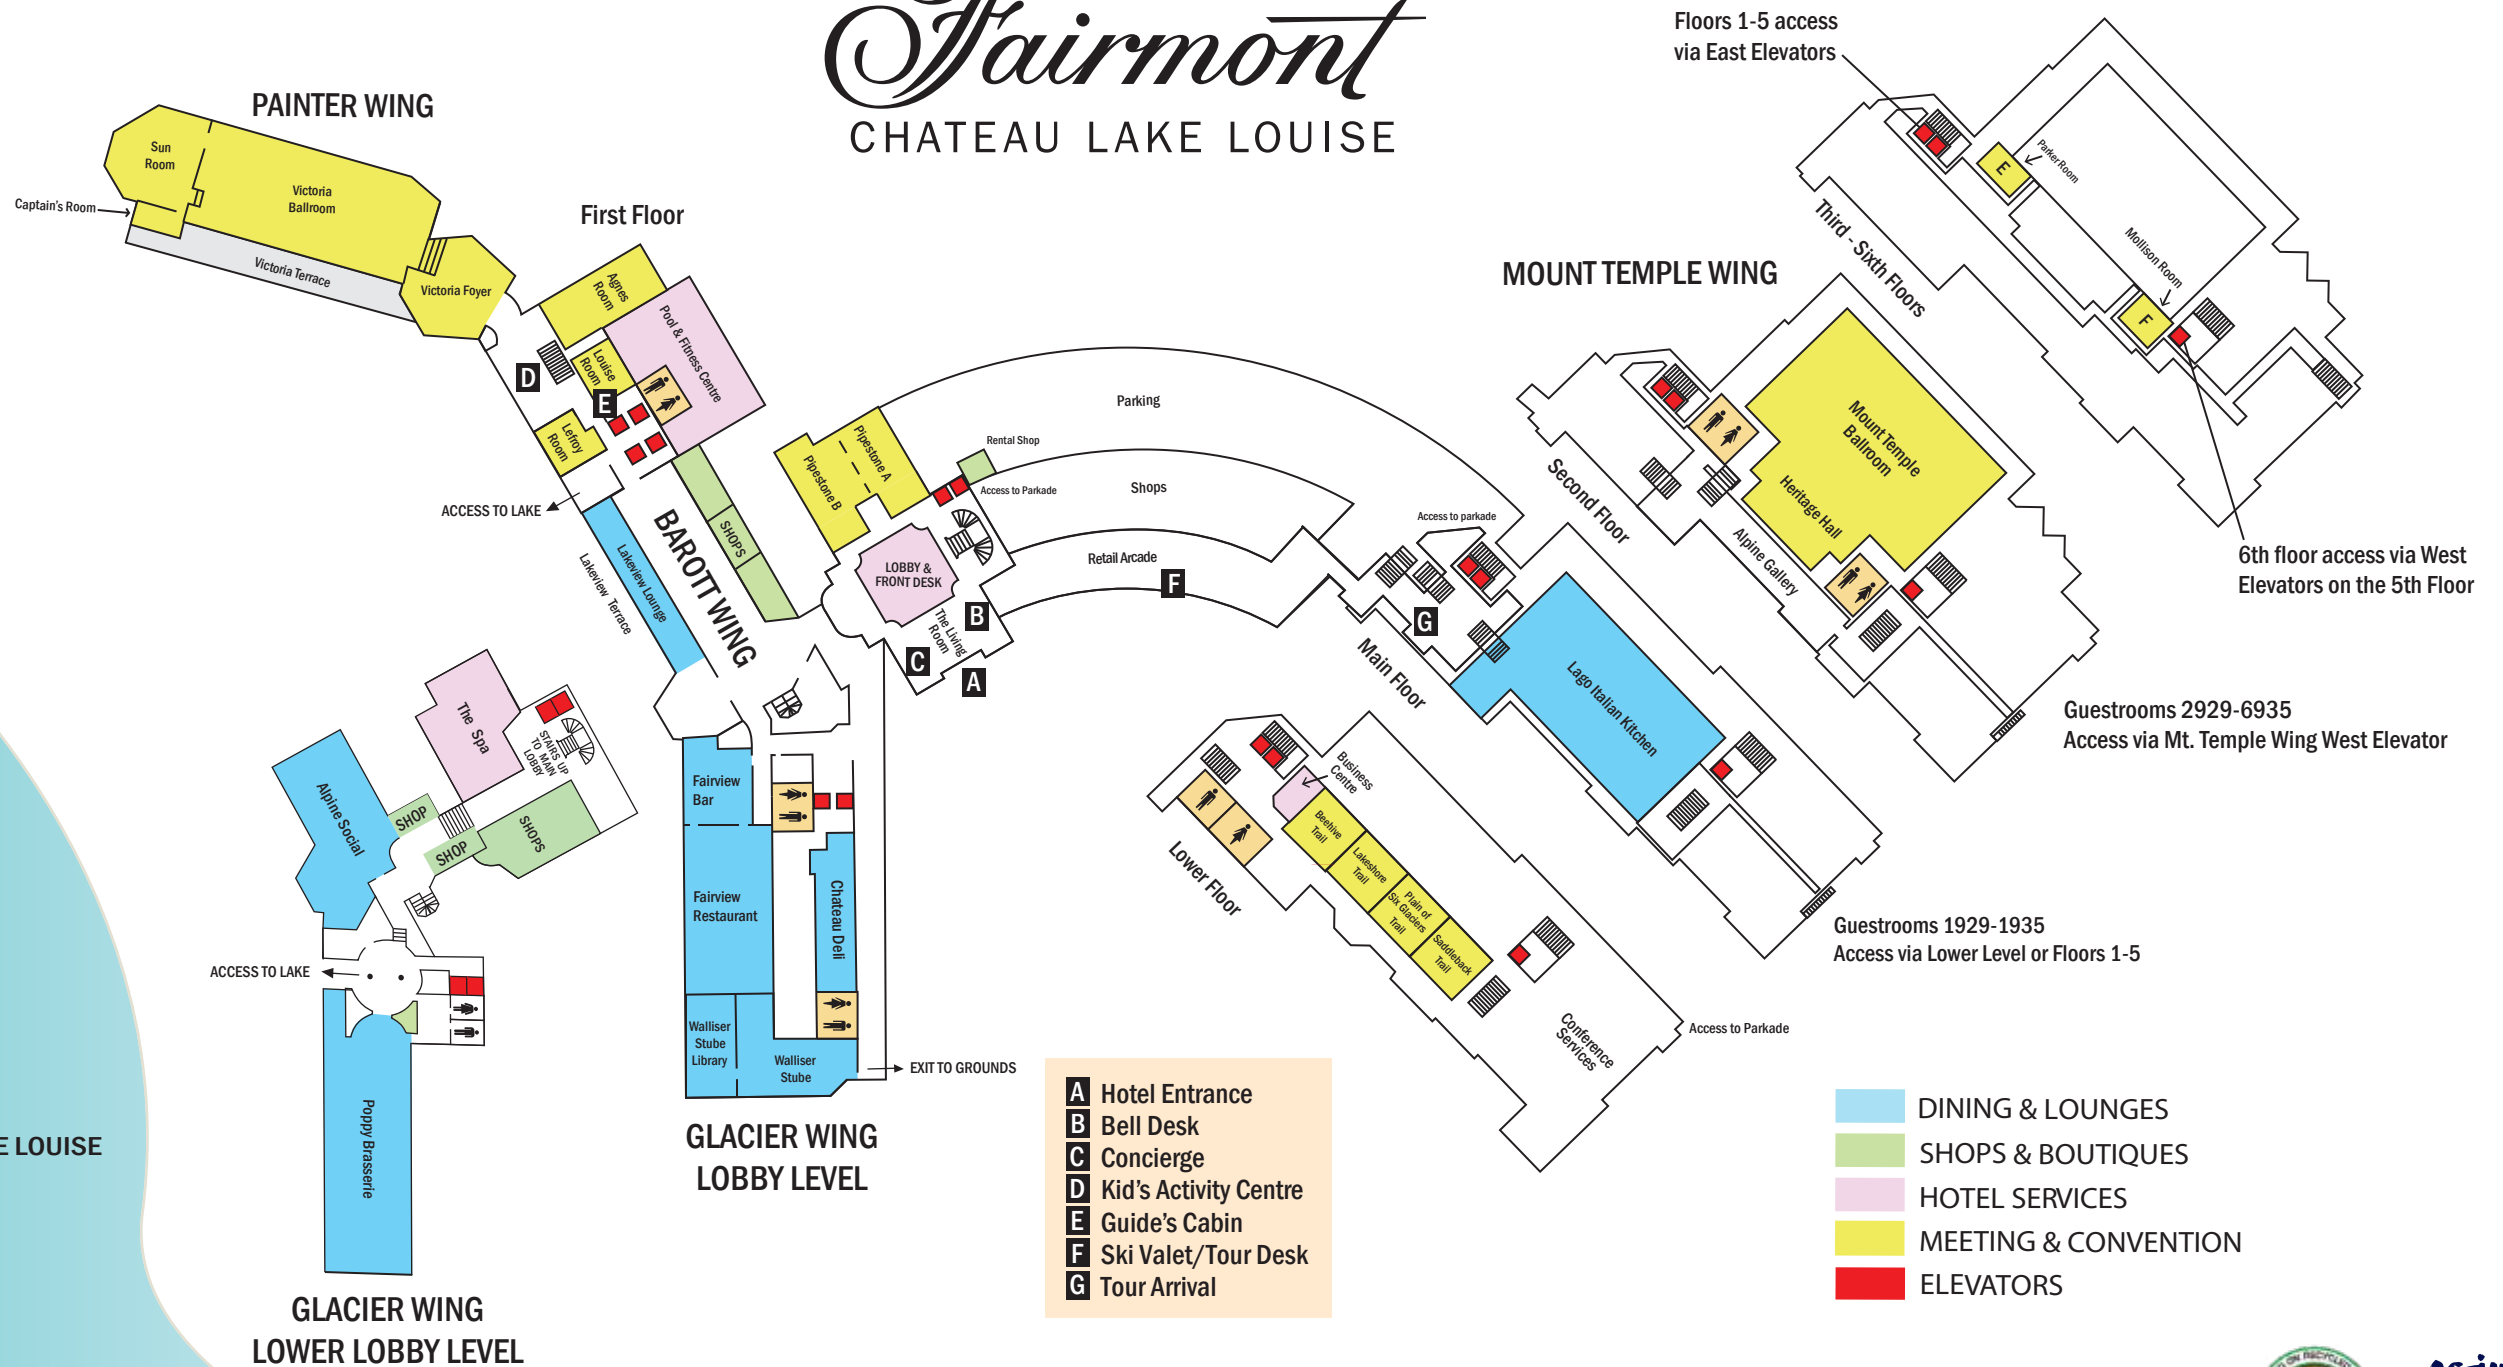 Fairmont
CHATEAU LAKE LOUISE
PAINTER WING
Sun
Room
Victoria
Ballroom
Captain's Room
Victoria Terrace
Victoria Foyer
First Floor
Agnes
Room
Pool & Fitness Centre
Louise
Room
D
E
Lefroy
Room
ACCESS TO LAKE
SHOPS
BAROTT WING
Lakeview Lounge
Lakeview Terrace
Pipestone A
Pipestone B
Rental Shop
Access to Parkade
LOBBY &
FRONT DESK
The Living
Room
B
C
A
Parking
Shops
Retail Arcade
F
The Spa
STAIRS UP
TO MAIN
LOBBY
Alpine Social
SHOP
SHOP
SHOPS
ACCESS TO LAKE
Poppy Brasserie
GLACIER WING
LOWER LOBBY LEVEL
E LOUISE
Fairview
Bar
Fairview
Restaurant
Chateau Deli
Walliser
Stube
Library
Walliser
Stube
EXIT TO GROUNDS
GLACIER WING
LOBBY LEVEL
MOUNT TEMPLE WING
Floors 1-5 access
via East Elevators
E
Parker Room
Mollison Room
F
Third - Sixth Floors
6th floor access via West
Elevators on the 5th Floor
Second Floor
Mount Temple
Ballroom
Heritage Hall
Alpine Gallery
Guestrooms 2929-6935
Access via Mt. Temple Wing West Elevator
Access to parkade
G
Main Floor
Lago Italian Kitchen
Guestrooms 1929-1935
Access via Lower Level or Floors 1-5
Lower Floor
Business
Centre
Beehive
Trail
Lakeshore
Trail
Plain of
Six Glaciers
Trail
Saddleback
Trail
Conference
Services
Access to Parkade
A Hotel Entrance
B Bell Desk
C Concierge
D Kid's Activity Centre
E Guide's Cabin
F Ski Valet/Tour Desk
G Tour Arrival
DINING & LOUNGES
SHOPS & BOUTIQUES
HOTEL SERVICES
MEETING & CONVENTION
ELEVATORS